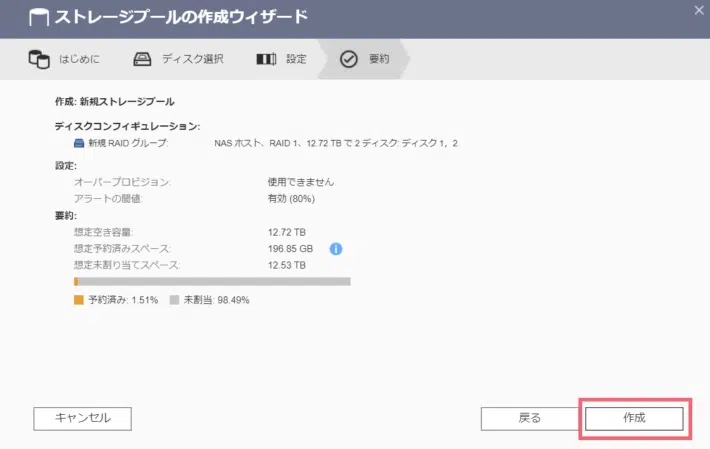 ストレージプールの作成ウィザード
はじめに ディスク選択 設定 要約
作成: 新規ストレージプール
ディスクコンフィギュレーション:
新規 RAID グループ: NAS ホスト、RAID 1、12.72 TB で 2 ディスク: ディスク 1, 2
設定:
オーバープロビジョン: 使用できません
アラートの閾値: 有効 (80%)
要約:
想定空き容量: 12.72 TB
想定予約済みスペース: 196.85 GB
想定未割り当てスペース: 12.53 TB
予約済み: 1.51% 未割当: 98.49%
キャンセル 戻る 作成